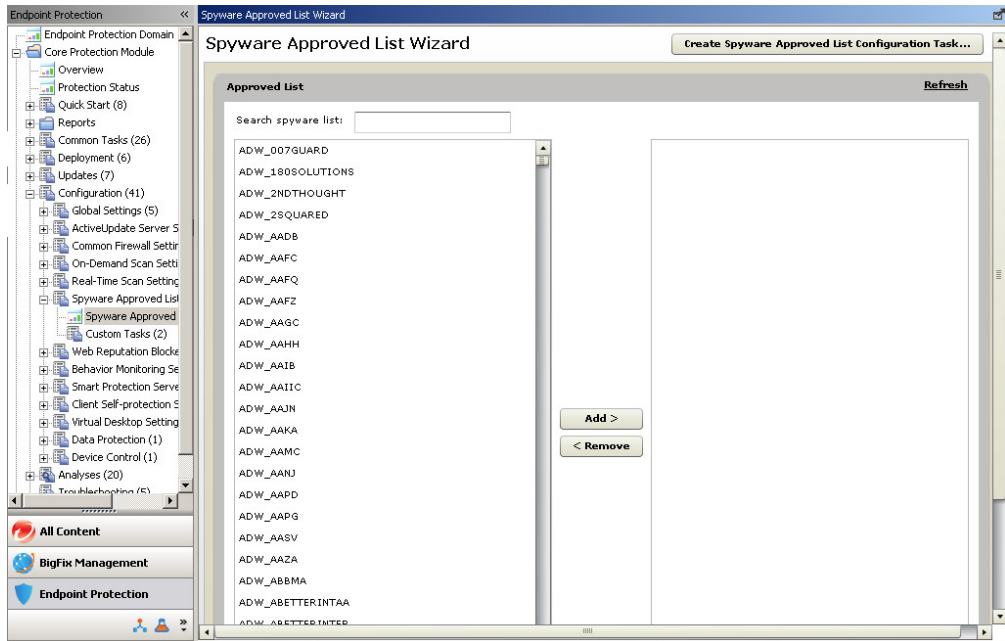 Endpoint Protection
Endpoint Protection Domain
Core Protection Module
Overview
Protection Status
Quick Start (8)
Reports
Common Tasks (26)
Deployment (6)
Updates (7)
Configuration (41)
Global Settings (5)
ActiveUpdate Server S
Common Firewall Settin
On-Demand Scan Setti
Real-Time Scan Setting
Spyware Approved List
Spyware Approved
Custom Tasks (2)
Web Reputation Blocke
Behavior Monitoring Se
Smart Protection Serve
Client Self-protection S
Virtual Desktop Setting
Data Protection (1)
Device Control (1)
Analyses (20)
Troubleshooting (5)
All Content
BigFix Management
Endpoint Protection
Spyware Approved List Wizard
Spyware Approved List Wizard
Create Spyware Approved List Configuration Task...
Approved List
Refresh
Search spyware list:
ADW_007GUARD
ADW_180SOLUTIONS
ADW_2NDTHOUGHT
ADW_2SQUARED
ADW_AADB
ADW_AAFC
ADW_AAFQ
ADW_AAFZ
ADW_AAGC
ADW_AAHH
ADW_AAIB
ADW_AAIIC
ADW_AAJN
ADW_AAKA
ADW_AAMC
ADW_AANJ
ADW_AAPD
ADW_AAPG
ADW_AASV
ADW_AAZA
ADW_ABBMA
ADW_ABETTERINTAA
ADW_ABETTERINTER
Add >
< Remove